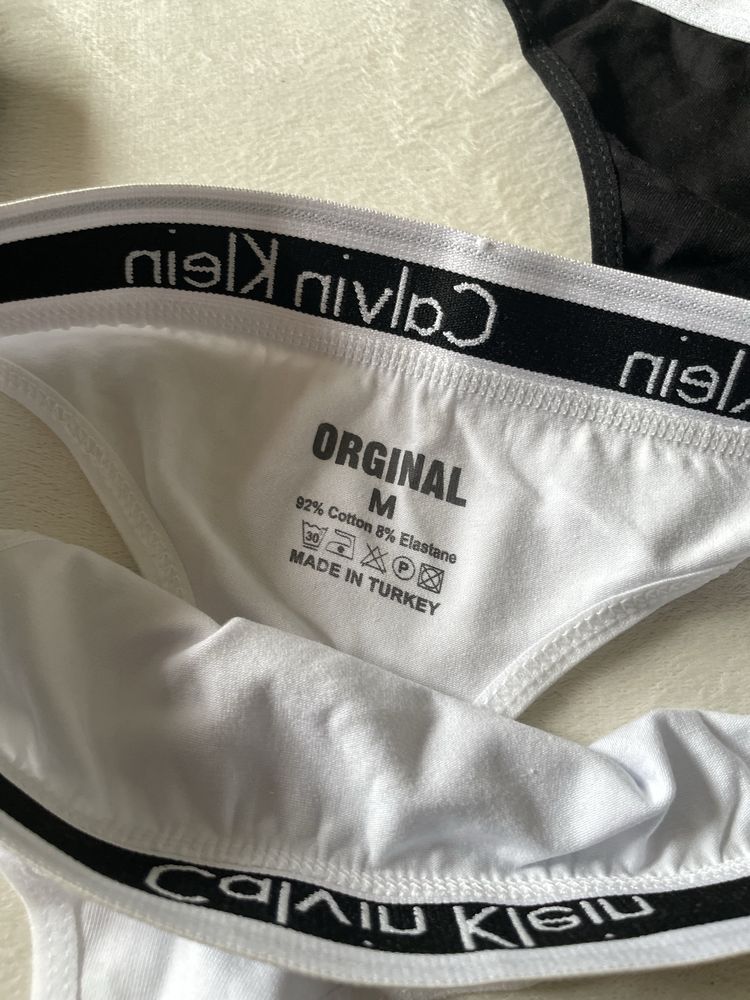 Calvin Klein
Klein
ORGINAL
M
92% Cotton 8% Elastane
30
P
MADE IN TURKEY
Calvin Klein